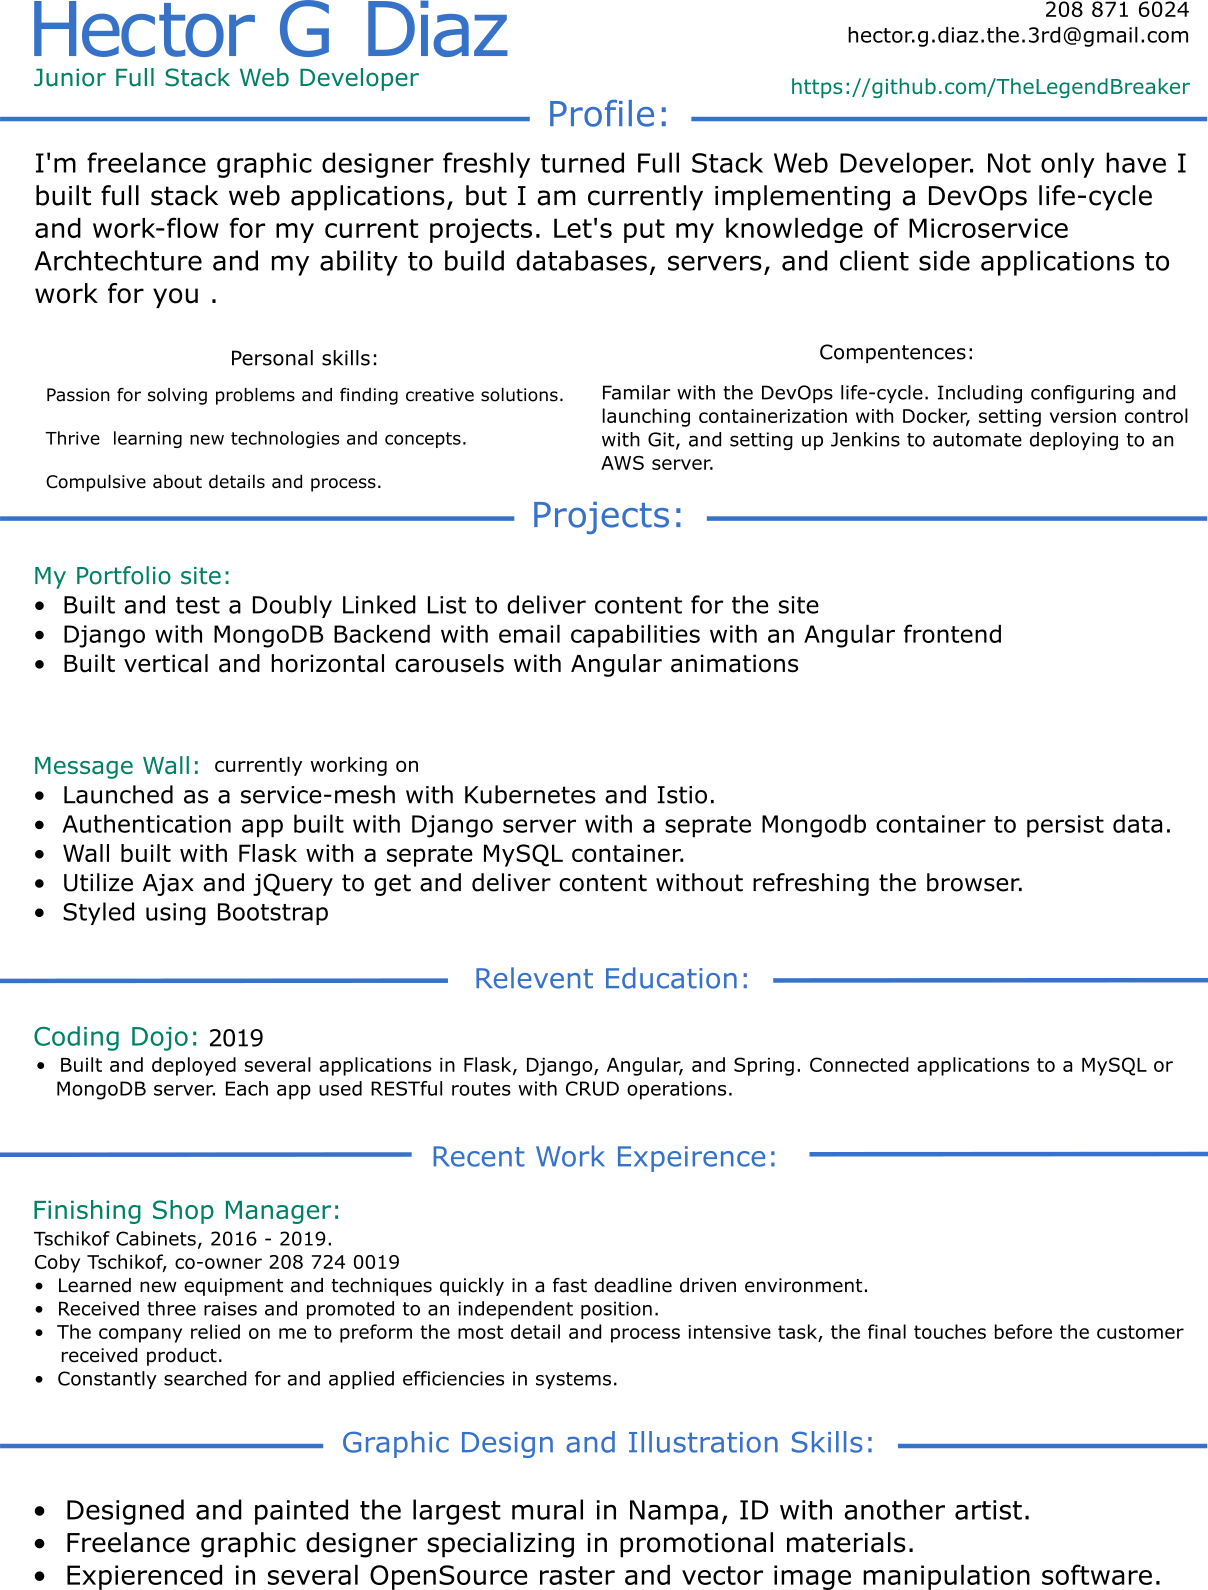 Hector G Diaz
Junior Full Stack Web Developer
208 871 6024
hector.g.diaz.the.3rd@gmail.com
https://github.com/TheLegendBreaker
Profile:
I'm freelance graphic designer freshly turned Full Stack Web Developer. Not only have I
built full stack web applications, but I am currently implementing a DevOps life-cycle
and work-flow for my current projects. Let's put my knowledge of Microservice
Archtechture and my ability to build databases, servers, and client side applications to
work for you .
Personal skills:
Passion for solving problems and finding creative solutions.
Thrive  learning new technologies and concepts.
Compulsive about details and process.
Compentences:
Familar with the DevOps life-cycle. Including configuring and
launching containerization with Docker, setting version control
with Git, and setting up Jenkins to automate deploying to an
AWS server.
Projects:
My Portfolio site:
• Built and test a Doubly Linked List to deliver content for the site
• Django with MongoDB Backend with email capabilities with an Angular frontend
• Built vertical and horizontal carousels with Angular animations
Message Wall: currently working on
• Launched as a service-mesh with Kubernetes and Istio.
• Authentication app built with Django server with a seprate Mongodb container to persist data.
• Wall built with Flask with a seprate MySQL container.
• Utilize Ajax and jQuery to get and deliver content without refreshing the browser.
• Styled using Bootstrap
Relevent Education:
Coding Dojo: 2019
• Built and deployed several applications in Flask, Django, Angular, and Spring. Connected applications to a MySQL or
MongoDB server. Each app used RESTful routes with CRUD operations.
Recent Work Expeirence:
Finishing Shop Manager:
Tschikof Cabinets, 2016 - 2019.
Coby Tschikof, co-owner 208 724 0019
• Learned new equipment and techniques quickly in a fast deadline driven environment.
• Received three raises and promoted to an independent position.
• The company relied on me to preform the most detail and process intensive task, the final touches before the customer
received product.
• Constantly searched for and applied efficiencies in systems.
Graphic Design and Illustration Skills:
• Designed and painted the largest mural in Nampa, ID with another artist.
• Freelance graphic designer specializing in promotional materials.
• Expierenced in several OpenSource raster and vector image manipulation software.